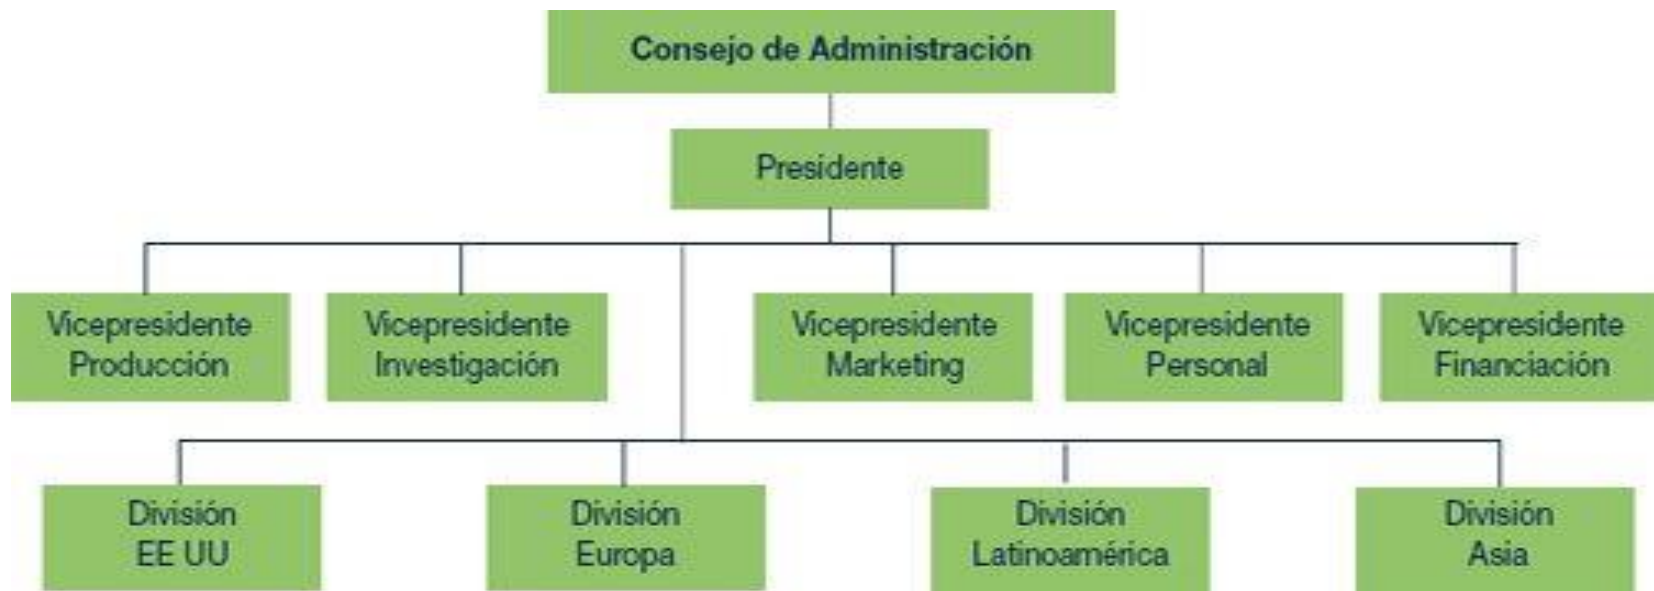 Consejo de Administración
Presidente
Vicepresidente
Producción
Vicepresidente
Investigación
Vicepresidente
Marketing
Vicepresidente
Personal
Vicepresidente
Financiación
División
EE UU
División
Europa
División
Latinoamérica
División
Asia